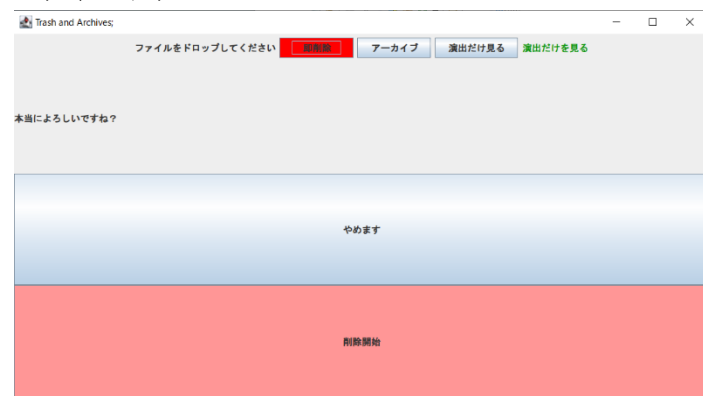 Trash and Archives;
ファイルをドロップしてください 即削除 アーカイブ 演出だけ見る 演出だけを見る
本当によろしいですね？
やめます
削除開始